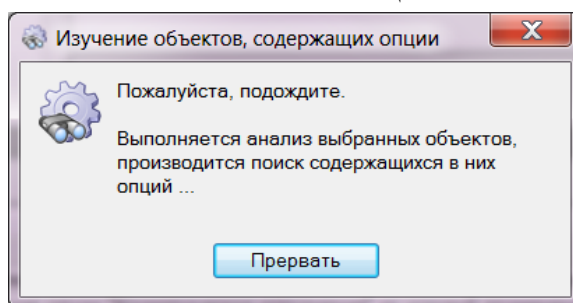 Изучение объектов, содержащих опции
Пожалуйста, подождите.
Выполняется анализ выбранных объектов,
производится поиск содержащихся в них
опций ...
Прервать